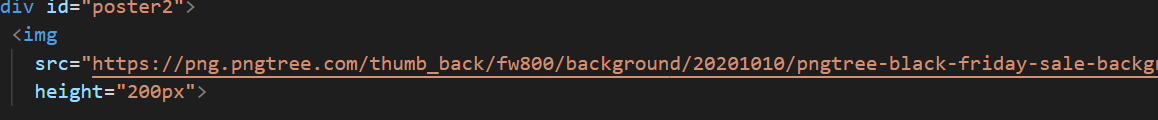 div id="poster2">
<img
src="https://png.pngtree.com/thumb_back/fw800/background/20201010/pngtree-black-friday-sale-backgr
height="200px">